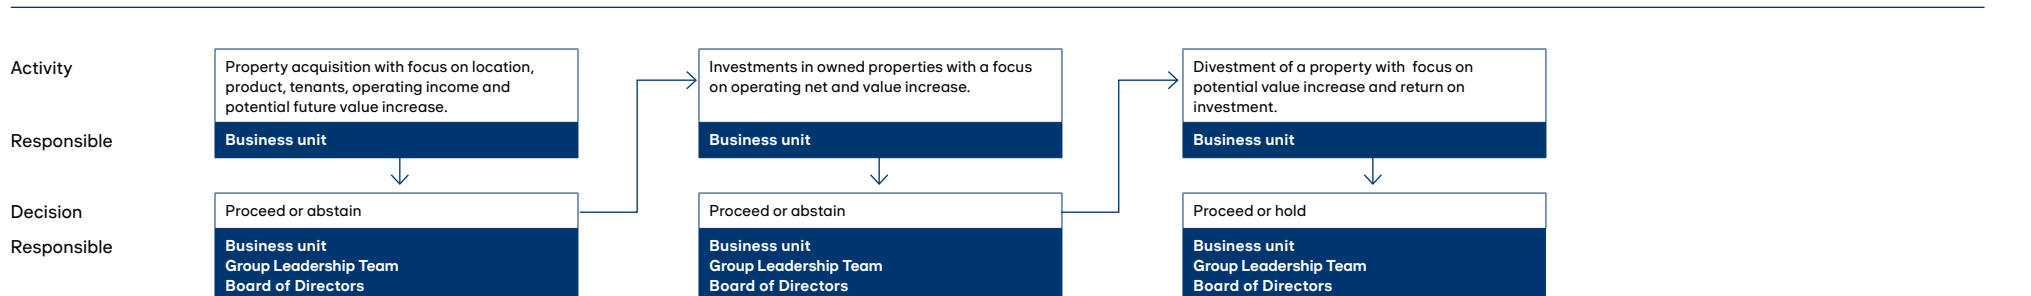 Activity
Property acquisition with focus on location,
product, tenants, operating income and
potential future value increase.
Investments in owned properties with a focus
on operating net and value increase.
Divestment of a property with  focus on
potential value increase and return on
investment.
Responsible
Business unit
Business unit
Business unit
Decision
Proceed or abstain
Proceed or abstain
Proceed or hold
Responsible
Business unit
Group Leadership Team
Board of Directors
Business unit
Group Leadership Team
Board of Directors
Business unit
Group Leadership Team
Board of Directors